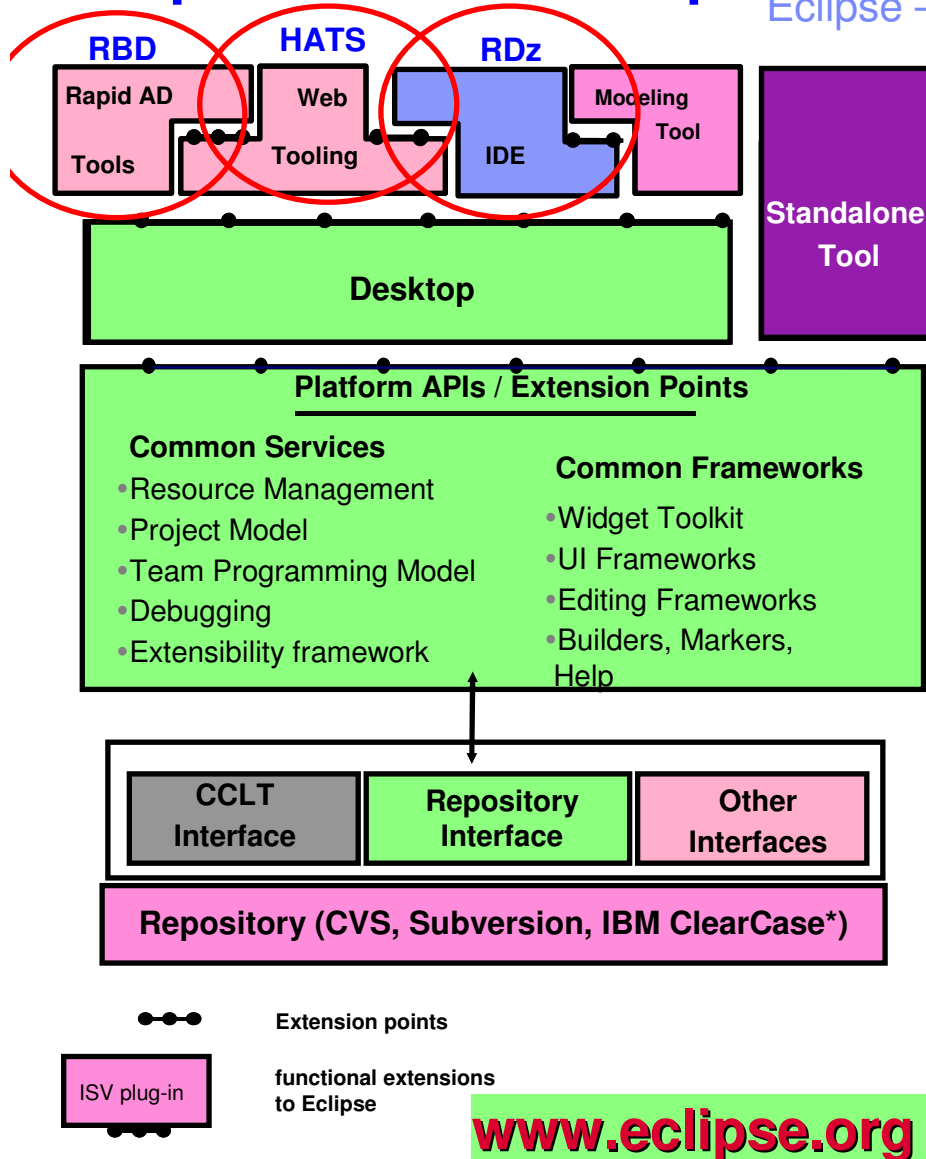 Eclipse –
RBD
HATS
RDz
Rapid AD
Tools
Web
Tooling
IDE
Modeling
Tool
Standalone
Tool
Desktop
Platform APIs / Extension Points
Common Services
•Resource Management
•Project Model
•Team Programming Model
•Debugging
•Extensibility framework
Common Frameworks
•Widget Toolkit
•UI Frameworks
•Editing Frameworks
•Builders, Markers,
Help
CCLT
Interface
Repository
Interface
Other
Interfaces
Repository (CVS, Subversion, IBM ClearCase*)
Extension points
ISV plug-in
functional extensions
to Eclipse
www.eclipse.org